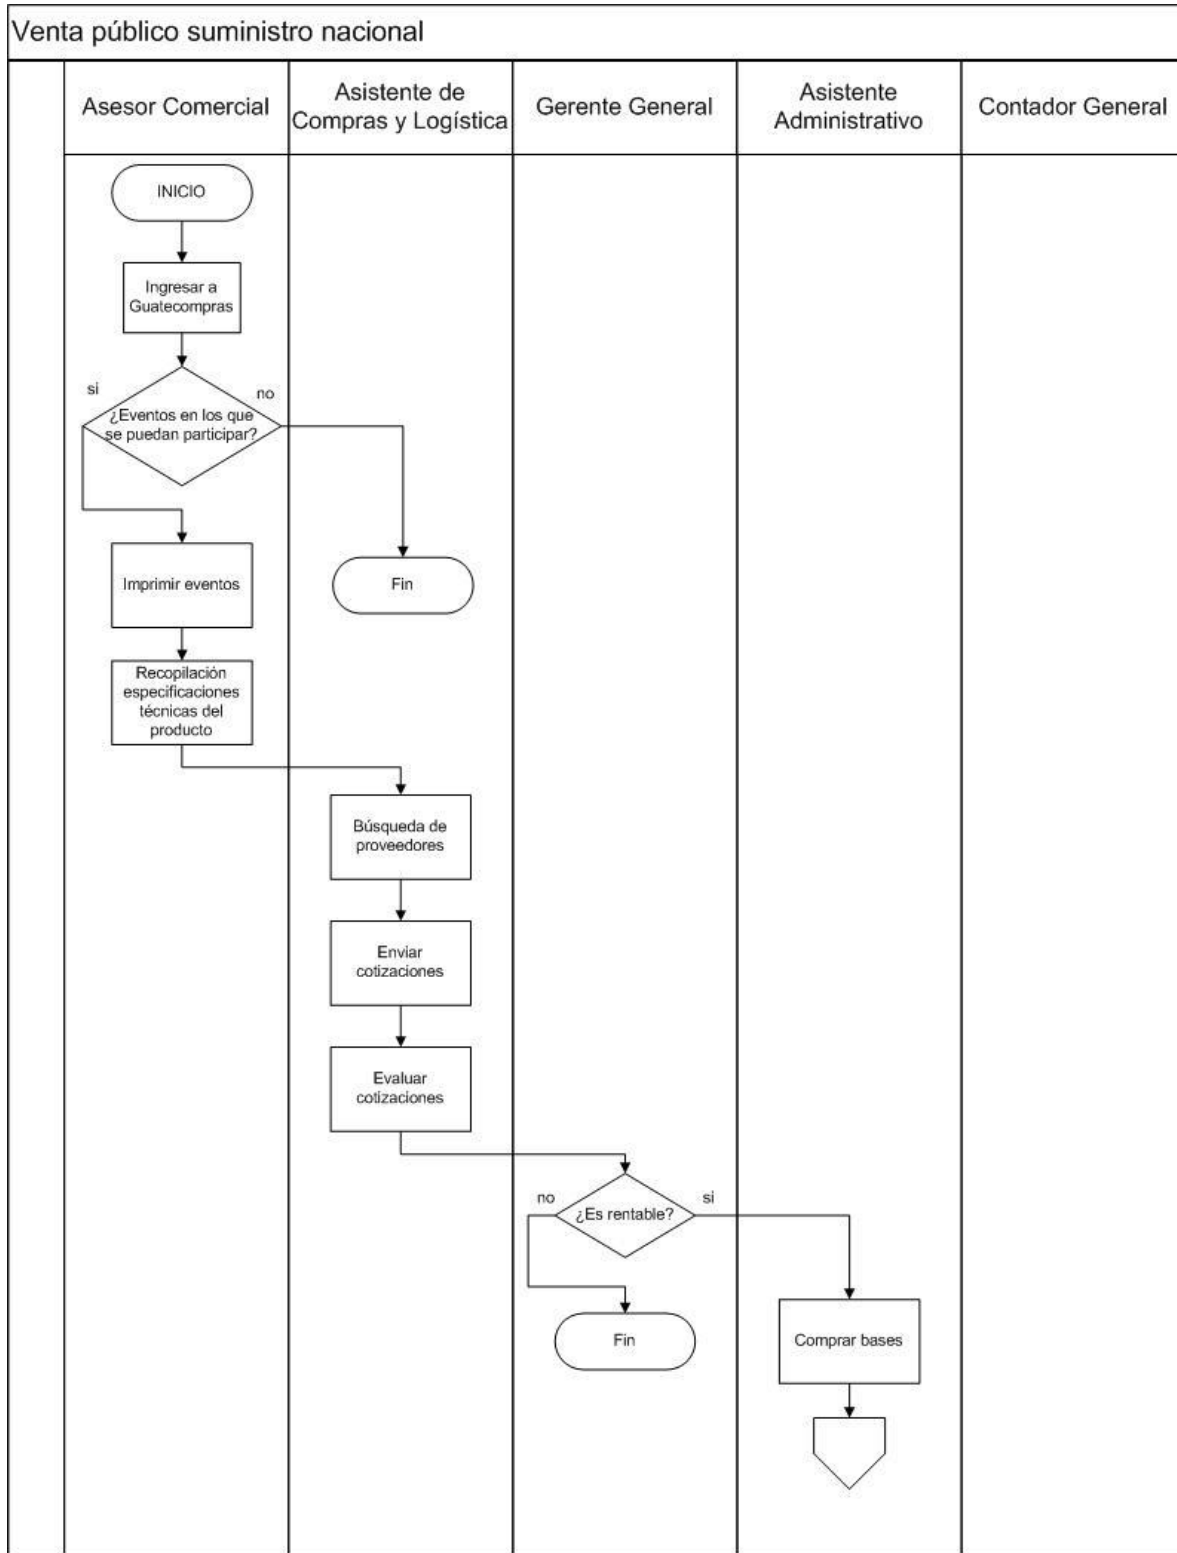 Venta público suministro nacional
Asesor Comercial
Asistente de
Compras y Logística
Gerente General
Asistente
Administrativo
Contador General
INICIO
Ingresar a
Guatecompras
si
no
¿Eventos en los que
se puedan participar?
Imprimir eventos
Fin
Recopilación
especificaciones
técnicas del
producto
Búsqueda de
proveedores
Enviar
cotizaciones
Evaluar
cotizaciones
no
¿Es rentable?
si
Fin
Comprar bases